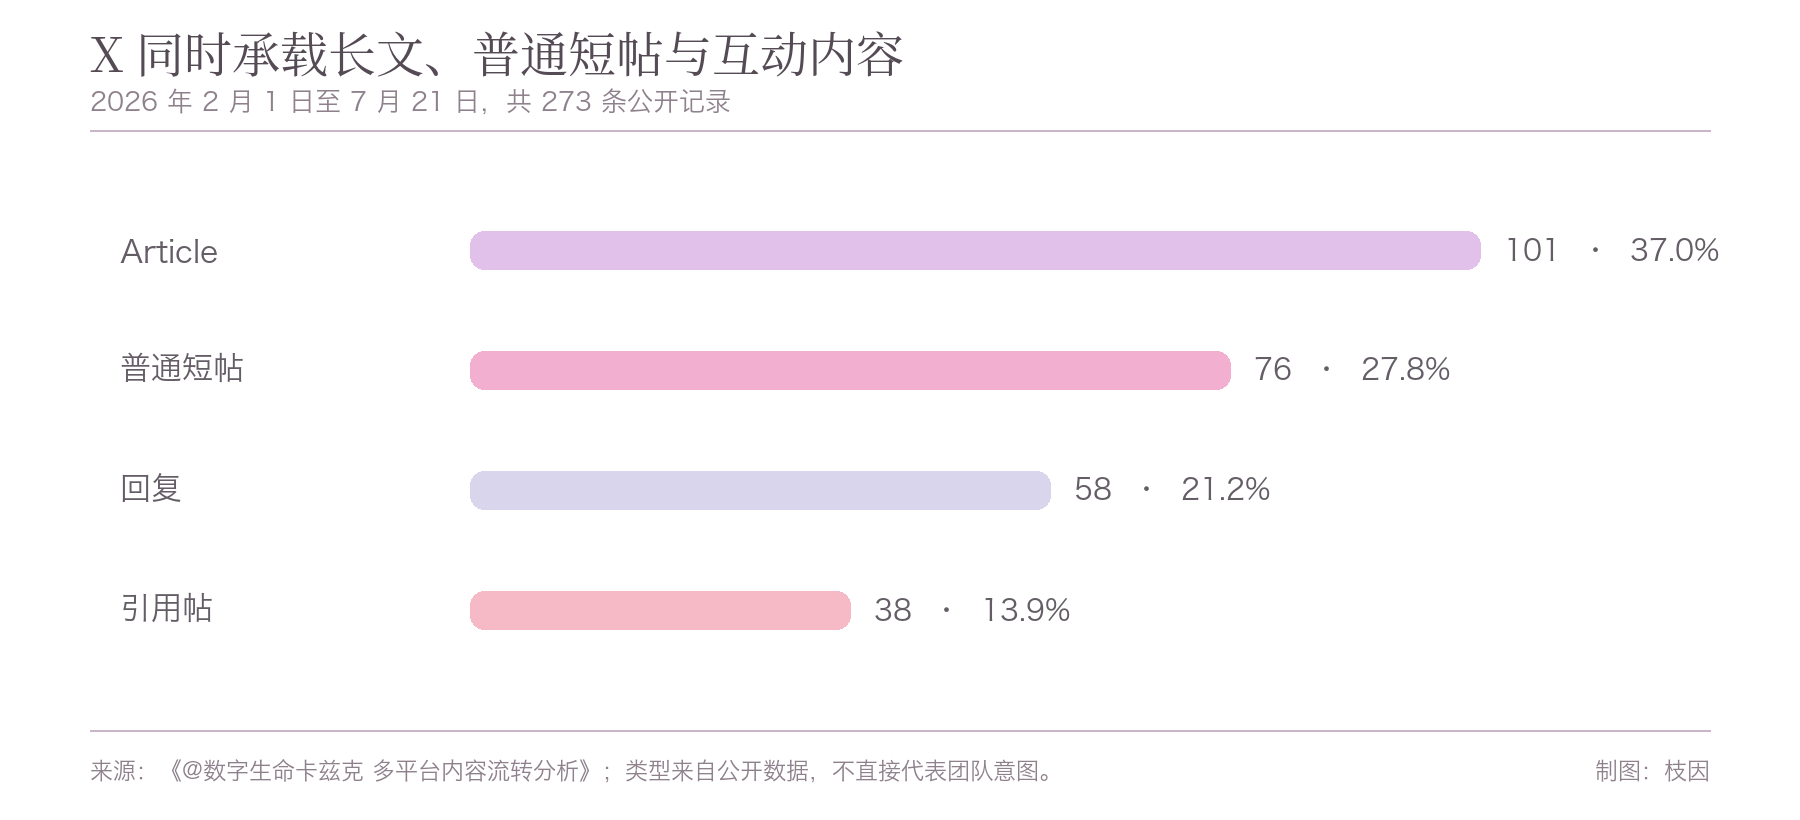 X 同时承载长文、普通短帖与互动内容
2026 年 2 月 1 日至 7 月 21 日，共 273 条公开记录
Article 101 · 37.0%
普通短帖 76 · 27.8%
回复 58 · 21.2%
引用帖 38 · 13.9%
来源：《@数字生命卡兹克 多平台内容流转分析》；类型来自公开数据，不直接代表团队意图。 制图：枝因